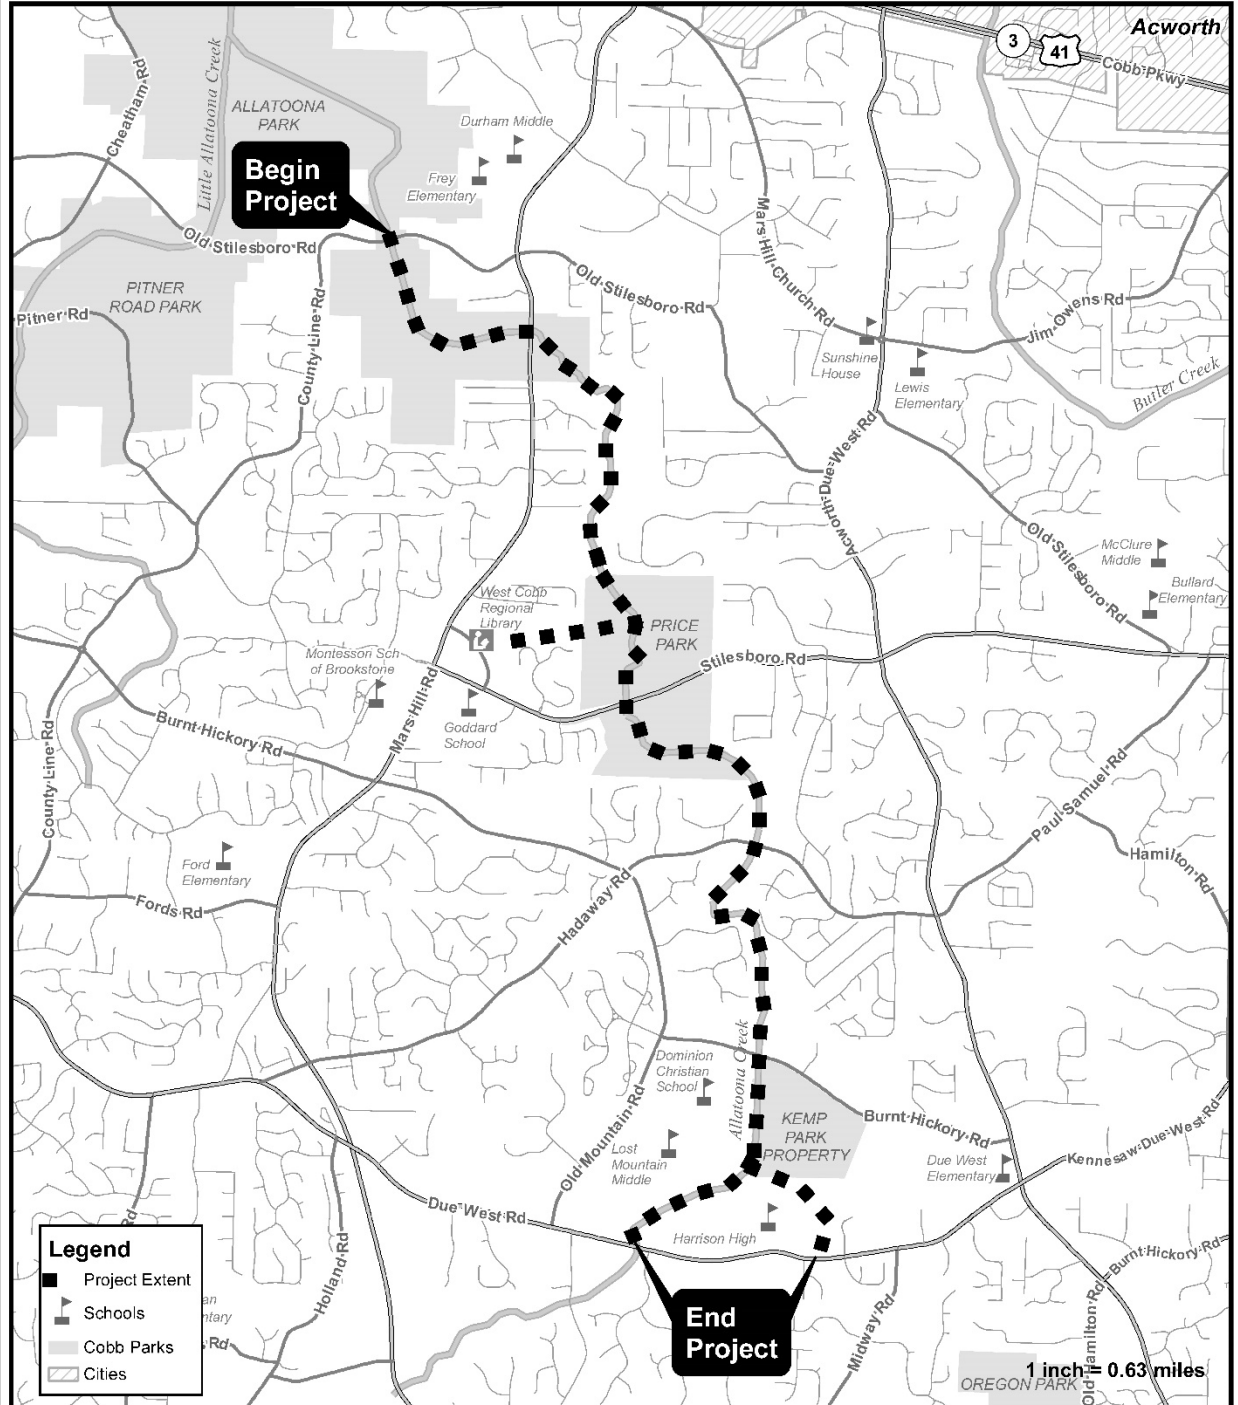 Acworth
3
41
Cobb Pkwy
Cheatham Rd
Little Allatoona Creek
ALLATOONA
PARK
Durham Middle
Frey
Elementary
Begin
Project
Old Stilesboro Rd
Mars Hill Church Rd
PITNER
ROAD PARK
Pitner Rd
County Line Rd
Old Stilesboro Rd
Jim Owens Rd
Sunshine
House
Lewis
Elementary
Butler Creek
Acworth Due West Rd
Old Stilesboro Rd
McClure
Middle
Bullard
Elementary
West Cobb
Regional
Library
PRICE
PARK
Stilesboro Rd
Montesson Sch
of Brookstone
Mars Hill Rd
Goddard
School
Burnt Hickory Rd
County Line Rd
Paul Samuel Rd
Hamilton Rd
Ford
Elementary
Fords Rd
Hadaway Rd
Dominion
Christian
School
Allatoona Creek
KEMP
PARK
PROPERTY
Burnt Hickory Rd
Kennesaw Due West Rd
Due West
Elementary
Old Mountain Rd
Lost
Mountain
Middle
Due West Rd
Harrison High
Burnt Hickory Rd
Holland Rd
Rd
Legend
Project Extent
Schools
Cobb Parks
Cities
an
ntary
Rd
End
Project
Midway Rd
Old Hamilton Rd
OREGON PARK
1 inch = 0.63 miles